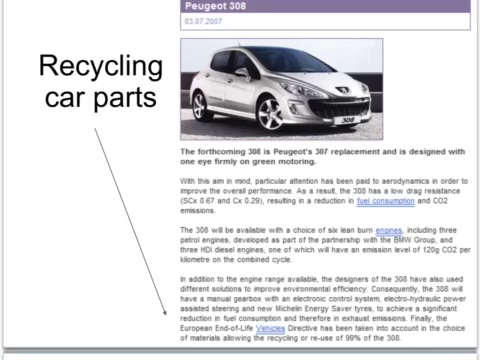 Peugeot 308
03.07.2007
Recycling
car parts
308
The forthcoming 308 is Peugeot's 307 replacement and is designed with
one eye firmly on green motoring.
With this aim in mind, particular attention has been paid to aerodynamics in order to
improve the overall performance. As a result, the 308 has a low drag resistance
(SCx 0.67 and Cx 0.29), resulting in a reduction in fuel consumption and CO2
emissions.
The 308 will be available with a choice of six lean burn engines, including three
petrol engines, developed as part of the partnership with the BMW Group, and
three HDi diesel engines, one of which will have an emission level of 120g CO2 per
kilometre on the combined cycle.
In addition to the engine range available, the designers of the 308 have also used
different solutions to improve environmental efficiency. Consequently, the 308 will
have a manual gearbox with an electronic control system, electro-hydraulic power
assisted steering and new Michelin Energy Saver tyres, to achieve a significant
reduction in fuel consumption and therefore in exhaust emissions. Finally, the
European End-of-Life Vehicles Directive has been taken into account in the choice
of materials allowing the recycling or re-use of 99% of the 308.